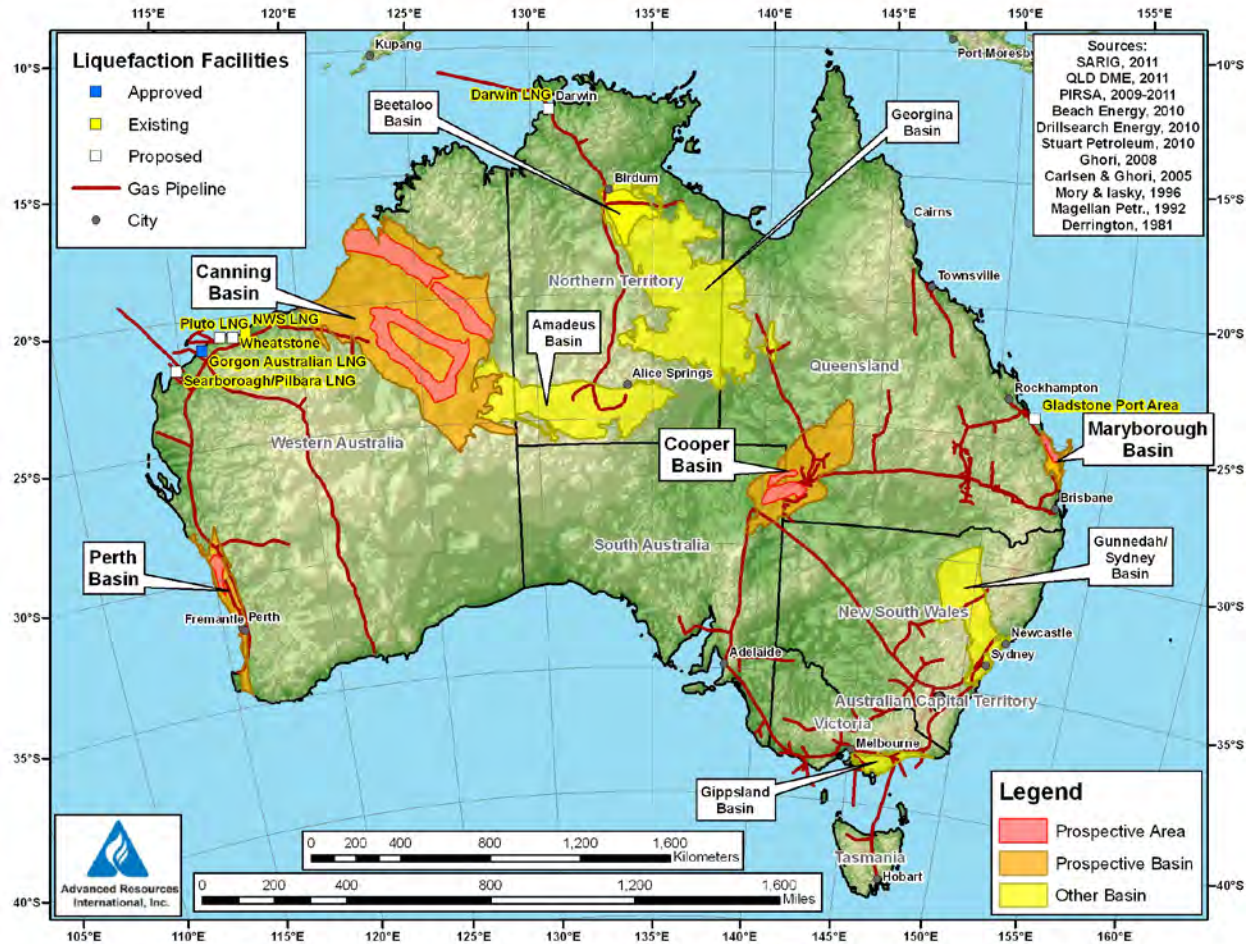 115°E
120°E
125°E
130°E
135°E
140°E
145°E
150°E
155°E
Liquefaction Facilities
Approved
Existing
Proposed
Gas Pipeline
City
Kupang
Port Moresby
Sources:
SARIG, 2011
QLD DME, 2011
PIRSA, 2009-2011
Beach Energy, 2010
Drillsearch Energy, 2010
Stuart Petroleum, 2010
Ghori, 2008
Carlsen & Ghori, 2005
Mory & Iasky, 1996
Magellan Petr., 1992
Derrington, 1981
10°S
10°S
Darwin LNG
Darwin
Beetaloo
Basin
Georgina
Basin
Birdum
15°S
15°S
Cairns
Canning
Basin
Northern Territory
Townsville
Pluto LNG
NWS LNG
Wheatstone
Gorgon Australian LNG
Searboroagh/Pilbara LNG
20°S
20°S
Amadeus
Basin
Alice Springs
Queensland
Rockhampton
Gladstone Port Area
Western Australia
Cooper
Basin
Maryborough
Basin
25°S
25°S
Brisbane
South Australia
Perth
Basin
Gunnedah/
Sydney
Basin
New South Wales
Fremantle
Perth
30°S
30°S
Newcastle
Sydney
Adelaide
Australian Capital Territory
Victoria
Melbourne
35°S
35°S
Gippsland
Basin
Tasmania
Hobart
Legend
Prospective Area
Prospective Basin
Other Basin
Advanced Resources
International, Inc.
0 200 400 800 1,200 1,600
Kilometers
0 200 400 800 1,200 1,600
Miles
40°S
40°S
105°E
110°E
115°E
120°E
125°E
130°E
135°E
140°E
145°E
150°E
155°E
160°E